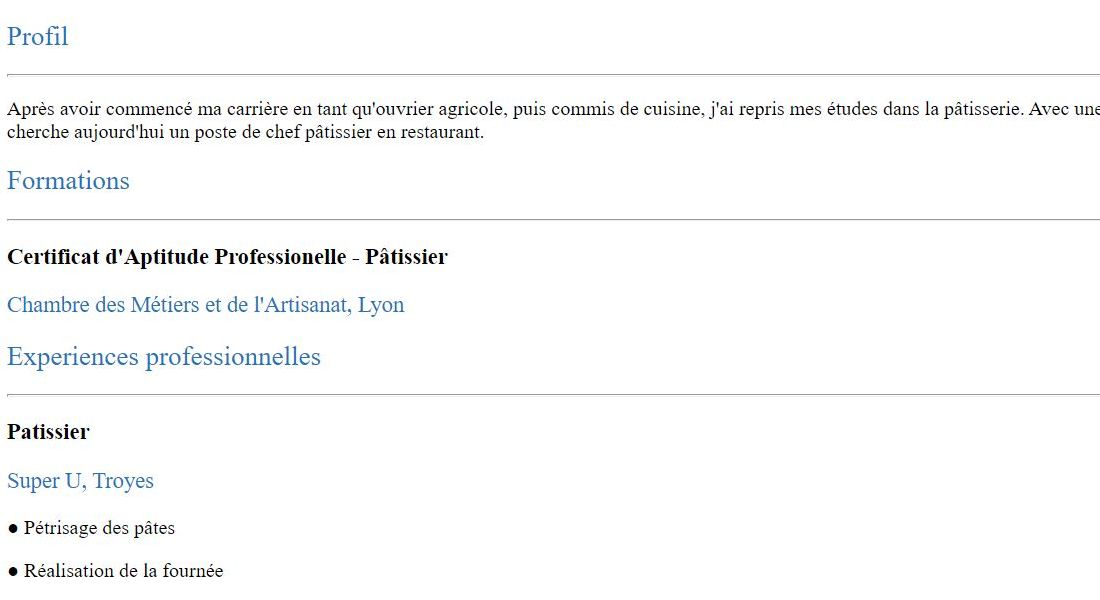 Profil
Après avoir commencé ma carrière en tant qu'ouvrier agricole, puis commis de cuisine, j'ai repris mes études dans la pâtisserie. Avec une
cherche aujourd'hui un poste de chef pâtissier en restaurant.
Formations
Certificat d'Aptitude Professionelle - Pâtissier
Chambre des Métiers et de l'Artisanat, Lyon
Experiences professionnelles
Patissier
Super U, Troyes
● Pétrisage des pâtes
● Réalisation de la fournée